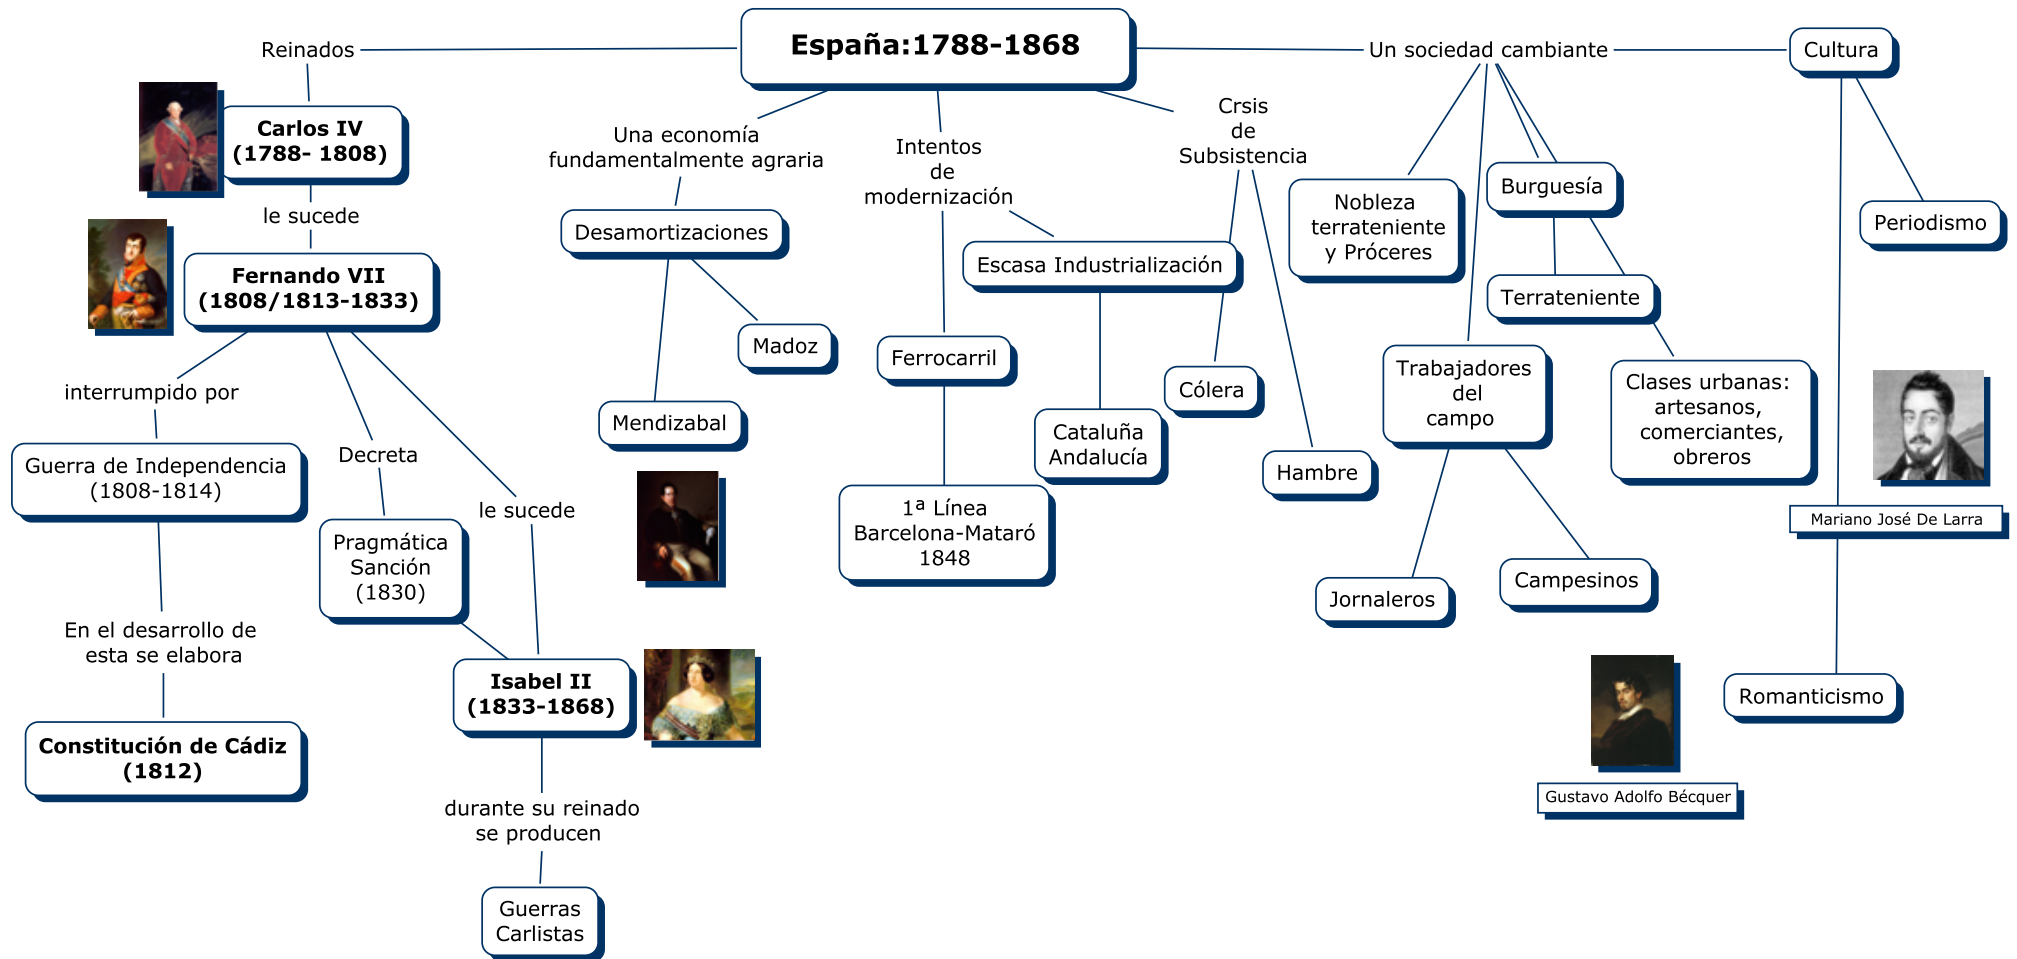 España:1788-1868
Reinados
Carlos IV
(1788- 1808)
le sucede
Fernando VII
(1808/1813-1833)
interrumpido por
Guerra de Independencia
(1808-1814)
En el desarrollo de
esta se elabora
Constitución de Cádiz
(1812)
Decreta
Pragmática
Sanción
(1830)
le sucede
Isabel II
(1833-1868)
durante su reinado
se producen
Guerras
Carlistas
Una economía
fundamentalmente agraria
Desamortizaciones
Madoz
Mendizabal
Intentos
de
modernización
Escasa Industrialización
Ferrocarril
Cataluña
Andalucía
1ª Línea
Barcelona-Mataró
1848
Crsis
de
Subsistencia
Cólera
Hambre
Un sociedad cambiante
Nobleza
terrateniente
y Próceres
Burguesía
Terrateniente
Trabajadores
del
campo
Clases urbanas:
artesanos,
comerciantes,
obreros
Jornaleros
Campesinos
Cultura
Periodismo
Mariano José De Larra
Romanticismo
Gustavo Adolfo Bécquer